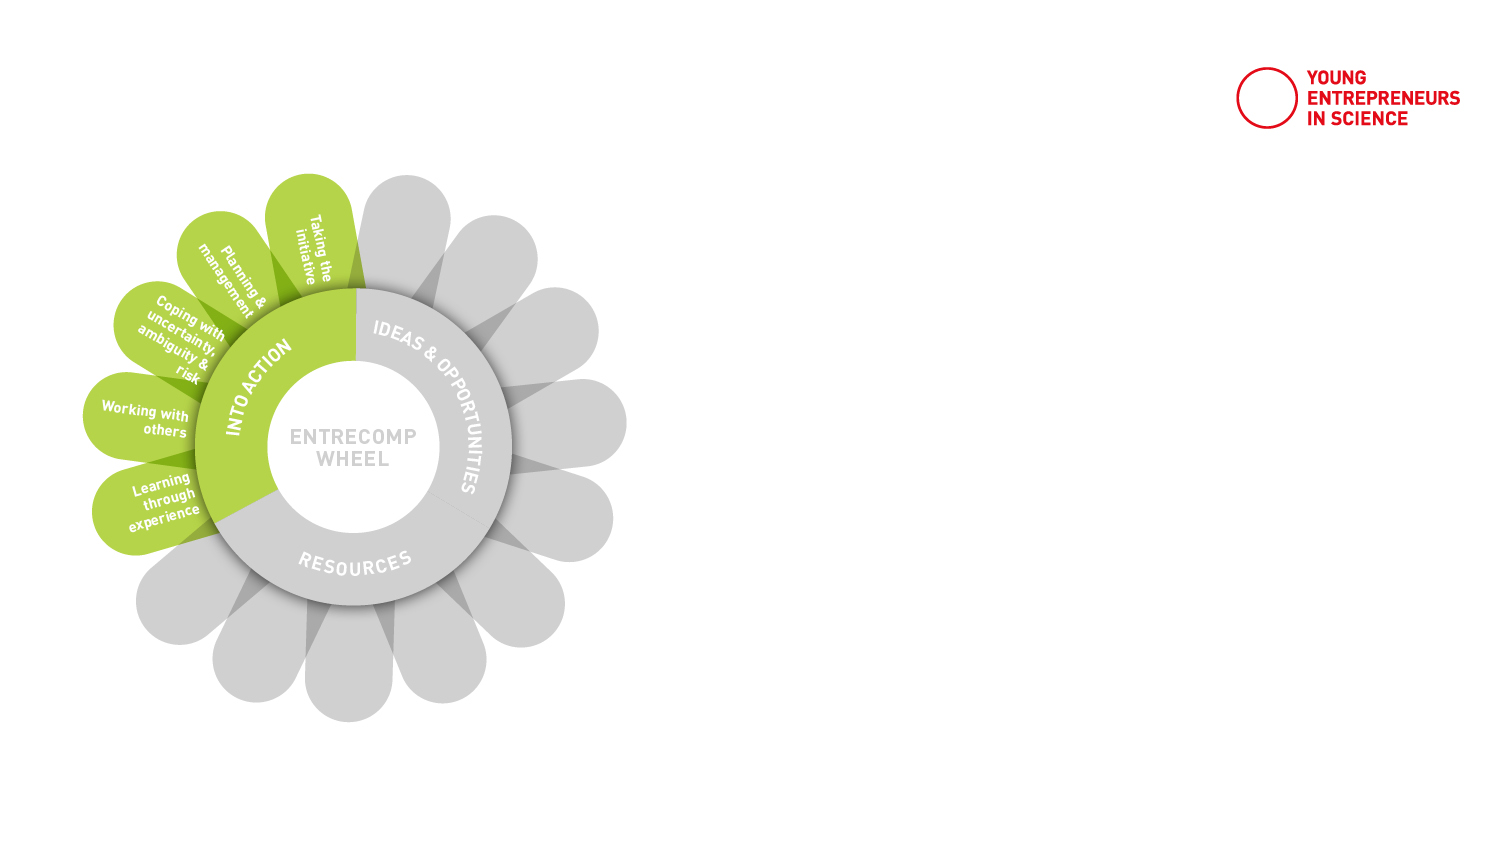 YOUNG
ENTREPRENEURS
IN SCIENCE
Taking the
initiative
Planning &
management
Coping with
uncertainty,
ambiguity &
risk
Working with
others
Learning
through
experience
INTO ACTION
IDEAS & OPPORTUNITIES
RESOURCES
ENTRECOMP
WHEEL